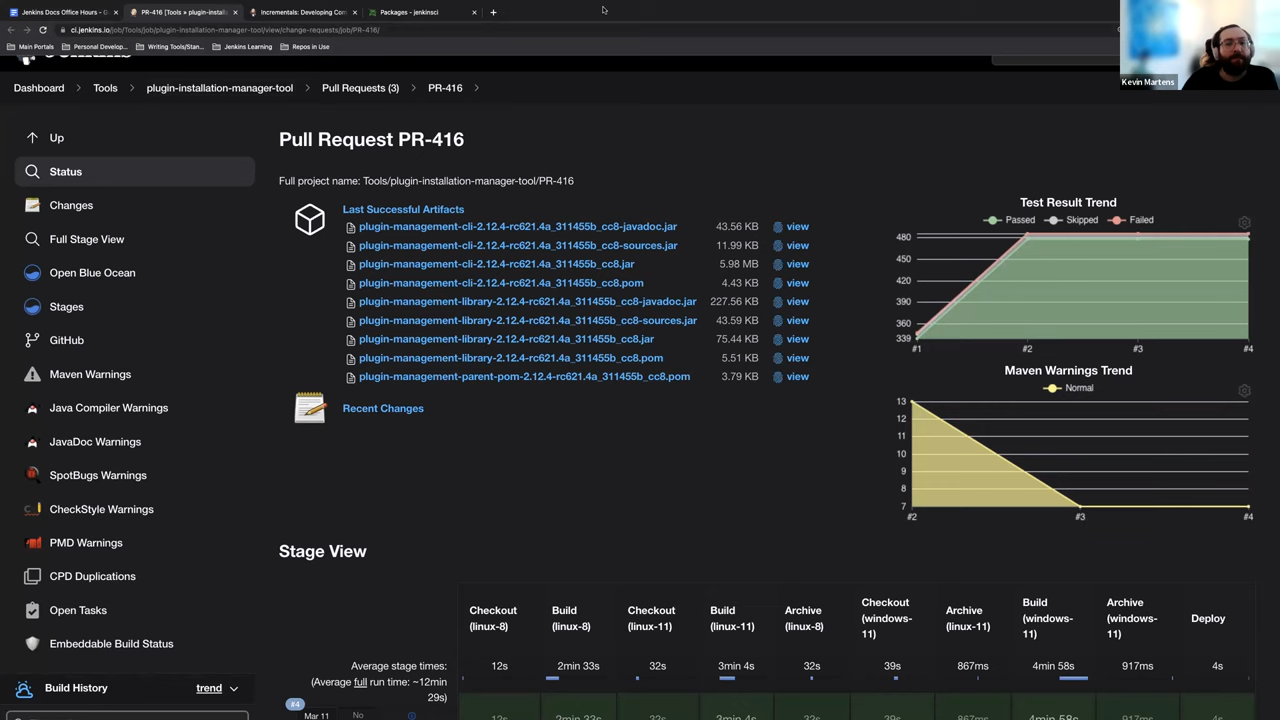 Jenkins Docs Office Hours - G
PR-416 [Tools » plugin-install
Incrementals: Developing Con
Packages - jenkinsci
ci.jenkins.io/job/Tools/job/plugin-installation-manager-tool/view/change-requests/job/PR-416/
Main Portals
Personal Develop...
Writing Tools/Stan...
Jenkins Learning
Repos in Use
Kevin Martens
Dashboard
Tools
plugin-installation-manager-tool
Pull Requests (3)
PR-416
Up
Status
Changes
Full Stage View
Open Blue Ocean
Stages
GitHub
Maven Warnings
Java Compiler Warnings
JavaDoc Warnings
SpotBugs Warnings
CheckStyle Warnings
PMD Warnings
CPD Duplications
Open Tasks
Embeddable Build Status
Build History
trend
Pull Request PR-416
Full project name: Tools/plugin-installation-manager-tool/PR-416
Last Successful Artifacts
plugin-management-cli-2.12.4-rc621.4a_311455b_cc8-javadoc.jar 43.56 KB view
plugin-management-cli-2.12.4-rc621.4a_311455b_cc8-sources.jar 11.99 KB view
plugin-management-cli-2.12.4-rc621.4a_311455b_cc8.jar 5.98 MB view
plugin-management-cli-2.12.4-rc621.4a_311455b_cc8.pom 4.43 KB view
plugin-management-library-2.12.4-rc621.4a_311455b_cc8-javadoc.jar 227.56 KB view
plugin-management-library-2.12.4-rc621.4a_311455b_cc8-sources.jar 43.59 KB view
plugin-management-library-2.12.4-rc621.4a_311455b_cc8.jar 75.44 KB view
plugin-management-library-2.12.4-rc621.4a_311455b_cc8.pom 5.51 KB view
plugin-management-parent-pom-2.12.4-rc621.4a_311455b_cc8.pom 3.79 KB view
Recent Changes
Test Result Trend
Passed Skipped Failed
480
450
420
390
360
339
#1 #2 #3 #4
Maven Warnings Trend
Normal
13
12
11
10
9
8
7
#2 #3 #4
Stage View
Checkout (linux-8)
Build (linux-8)
Checkout (linux-11)
Build (linux-11)
Archive (linux-8)
Checkout (windows-11)
Archive (linux-11)
Build (windows-11)
Archive (windows-11)
Deploy
Average stage times:
(Average full run time: ~12min
29s)
12s 2min 33s 32s 3min 4s 32s 39s 867ms 4min 58s 917ms 4s
#4
Mar 11
No
12s 2min 33s 32s 3min 4s 32s 39s 867ms 4min 58s 917ms 4s